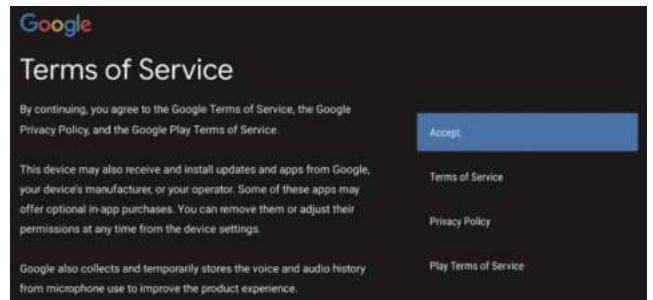 Google
Terms of Service
By continuing, you agree to the Google Terms of Service, the Google
Privacy Policy, and the Google Play Terms of Service.
This device may also receive and install updates and apps from Google,
your device's manufacturer, or your operator. Some of these apps may
offer optional in-app purchases. You can remove them or adjust their
permissions at any time from the device settings.
Google also collects and temporarily stores the voice and audio history
from microphone use to improve the product experience.
Accept
Terms of Service
Privacy Policy
Play Terms of Service